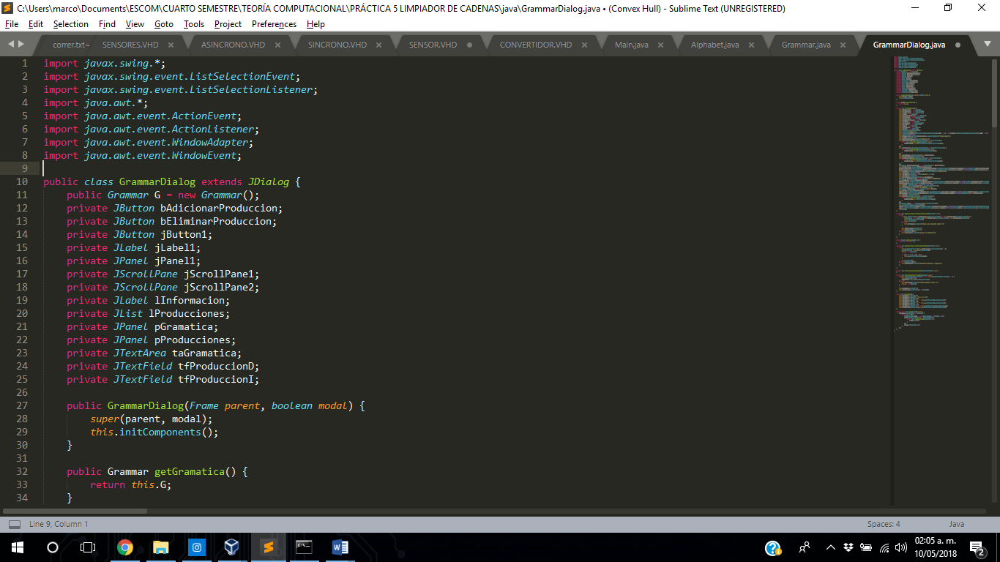 C:\Users\marco\Documents\ESCOM\CUARTO SEMESTRE\TEORÍA COMPUTACIONAL\PRÁCTICA 5 LIMPIADOR DE CADENAS\java\GrammarDialog.java • (Convex Hull) - Sublime Text (UNREGISTERED)
File Edit Selection Find View Goto Tools Project Preferences Help
correr.txt~ SENSORES.VHD × ASINCRONO.VHD × SINCRONO.VHD × SENSOR.VHD CONVERTIDOR.VHD × Main.java × Alphabet.java × Grammar.java × GrammarDialog.java
1 import javax.swing.*;
2 import javax.swing.event.ListSelectionEvent;
3 import javax.swing.event.ListSelectionListener;
4 import java.awt.*;
5 import java.awt.event.ActionEvent;
6 import java.awt.event.ActionListener;
7 import java.awt.event.WindowAdapter;
8 import java.awt.event.WindowEvent;
9
10 public class GrammarDialog extends JDialog {
11 public Grammar G = new Grammar();
12 private JButton bAdicionarProduccion;
13 private JButton bEliminarProduccion;
14 private JButton jButton1;
15 private JLabel jLabel1;
16 private JPanel jPanel1;
17 private JScrollPane jScrollPane1;
18 private JScrollPane jScrollPane2;
19 private JLabel lInformacion;
20 private JList lProducciones;
21 private JPanel pGramatica;
22 private JPanel pProducciones;
23 private JTextArea taGramatica;
24 private JTextField tfProduccionD;
25 private JTextField tfProduccionI;
26
27 public GrammarDialog(Frame parent, boolean modal) {
28 super(parent, modal);
29 this.initComponents();
30 }
31
32 public Grammar getGramatica() {
33 return this.G;
34 }
Line 9, Column 1 Spaces: 4 Java
02:05 a. m.
10/05/2018
2